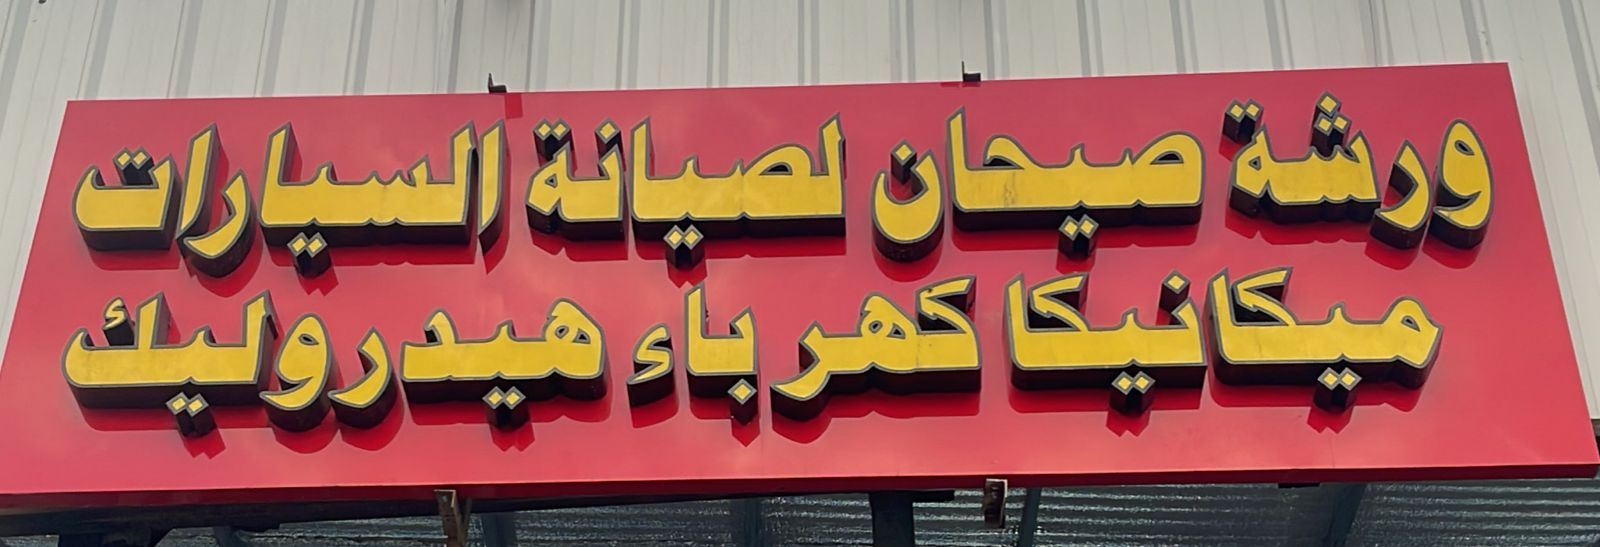 ورشة صيحان لصيانة السيارات
ميكانيكا كهرباء هيدروليك